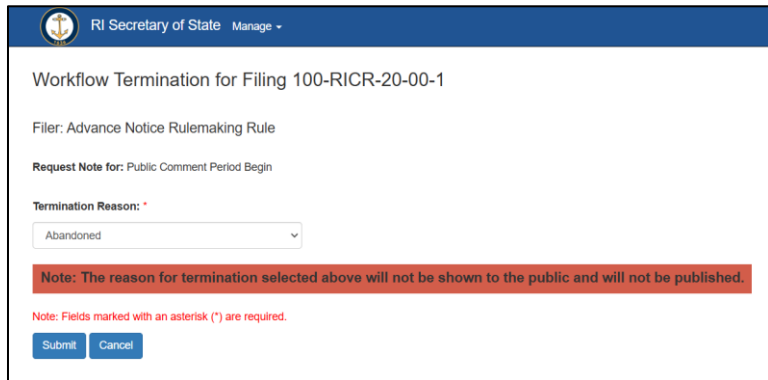 RI Secretary of State Manage
Workflow Termination for Filing 100-RICR-20-00-1
Filer: Advance Notice Rulemaking Rule
Request Note for: Public Comment Period Begin
Termination Reason: *
Abandoned
Note: The reason for termination selected above will not be shown to the public and will not be published.
Note: Fields marked with an asterisk (*) are required.
Submit Cancel